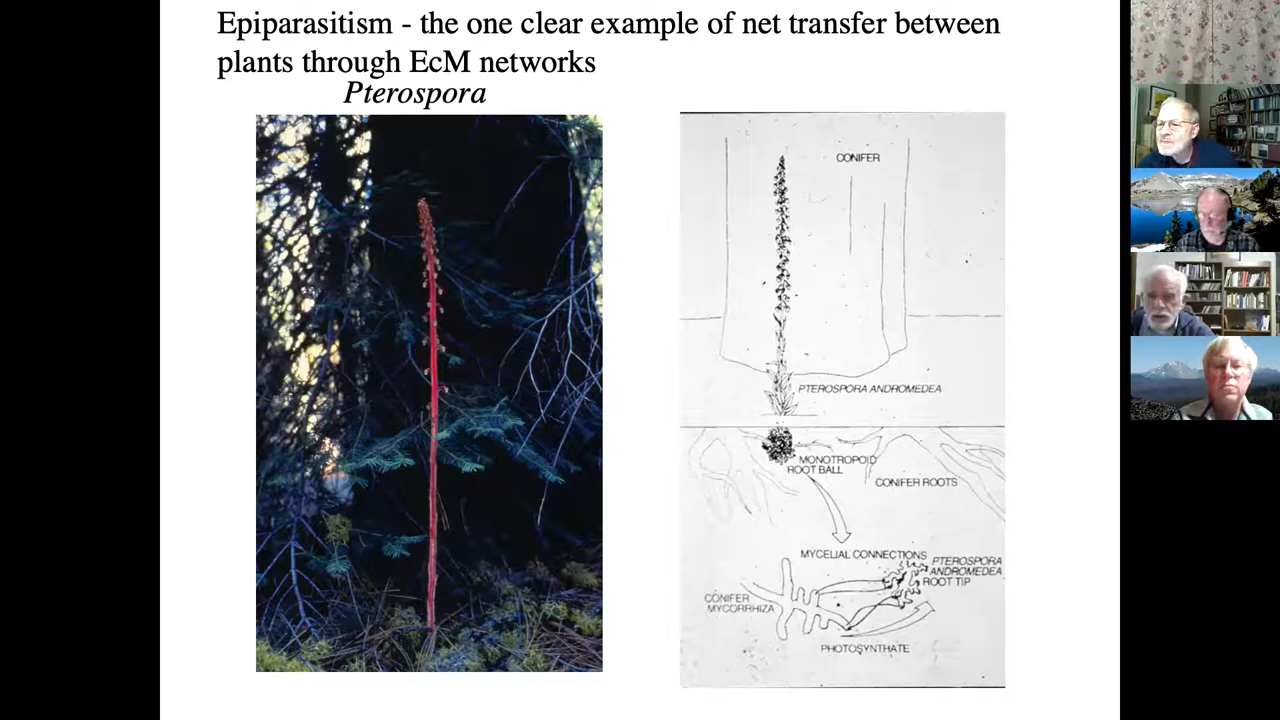 Epiparasitism - the one clear example of net transfer between
plants through EcM networks
Pterospora
CONIFER
PTEROSPORA ANDROMEDEA
MONOTROPOID
ROOT BALL
CONIFER ROOTS
MYCELIAL CONNECTIONS
PTEROSPORA
ANDROMEDEA
ROOT TIP
CONIFER
MYCORRHIZA
PHOTOSYNTHATE